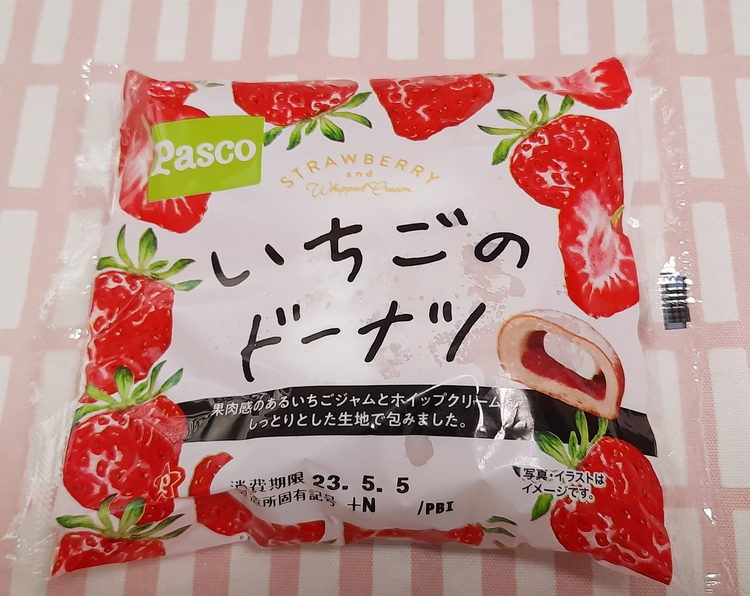 Pasco
STRAWBERRY
and
Whipped Cream
いちごの
ドーナツ
果肉感のあるいちごジャムとホイップクリーム
しっとりとした生地で包みました。
消費期限 23.5.5
造所固有記号 +N /PBI
写真・イラストは
イメージです。